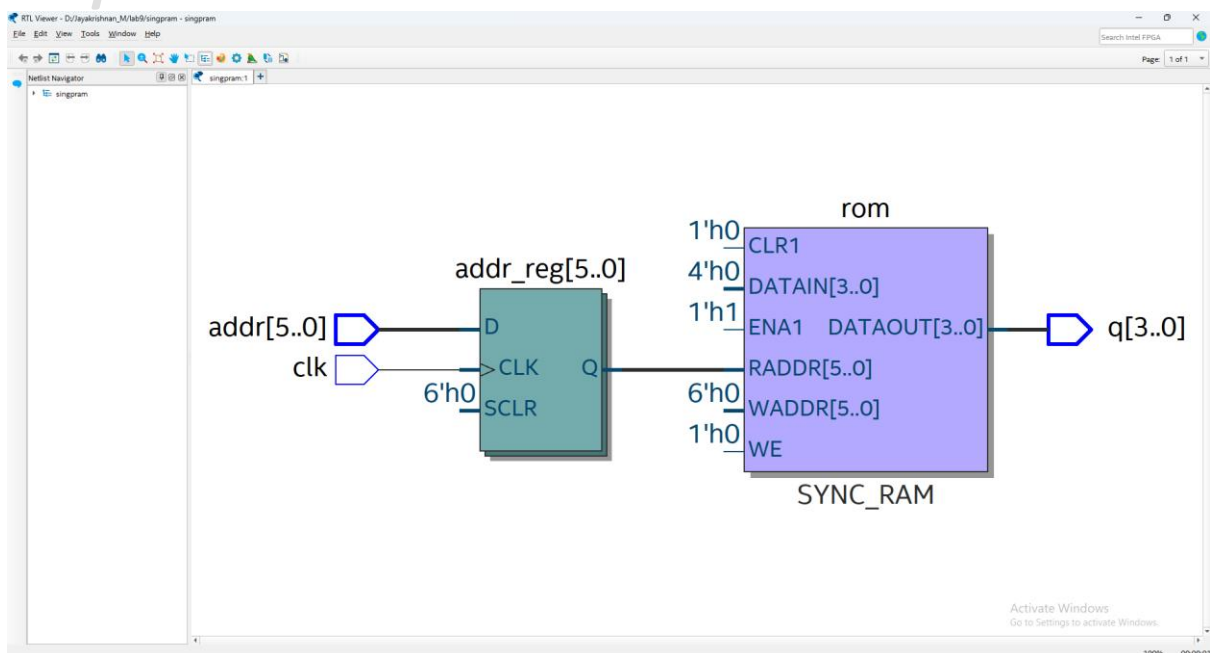 RTL Viewer - D:/Jayakrishnan_M/lab9/singpram - singpram
File Edit View Tools Window Help
Search Intel FPGA
Page: 1 of 1
Netlist Navigator
singpram:1
singpram
rom
1'h0
CLR1
addr_reg[5..0]
4'h0
DATAIN[3..0]
1'h1
addr[5..0]
D
ENA1 DATAOUT[3..0]
q[3..0]
clk
CLK Q
RADDR[5..0]
6'h0
SCLR
6'h0
WADDR[5..0]
1'h0
WE
SYNC_RAM
Activate Windows
Go to Settings to activate Windows.